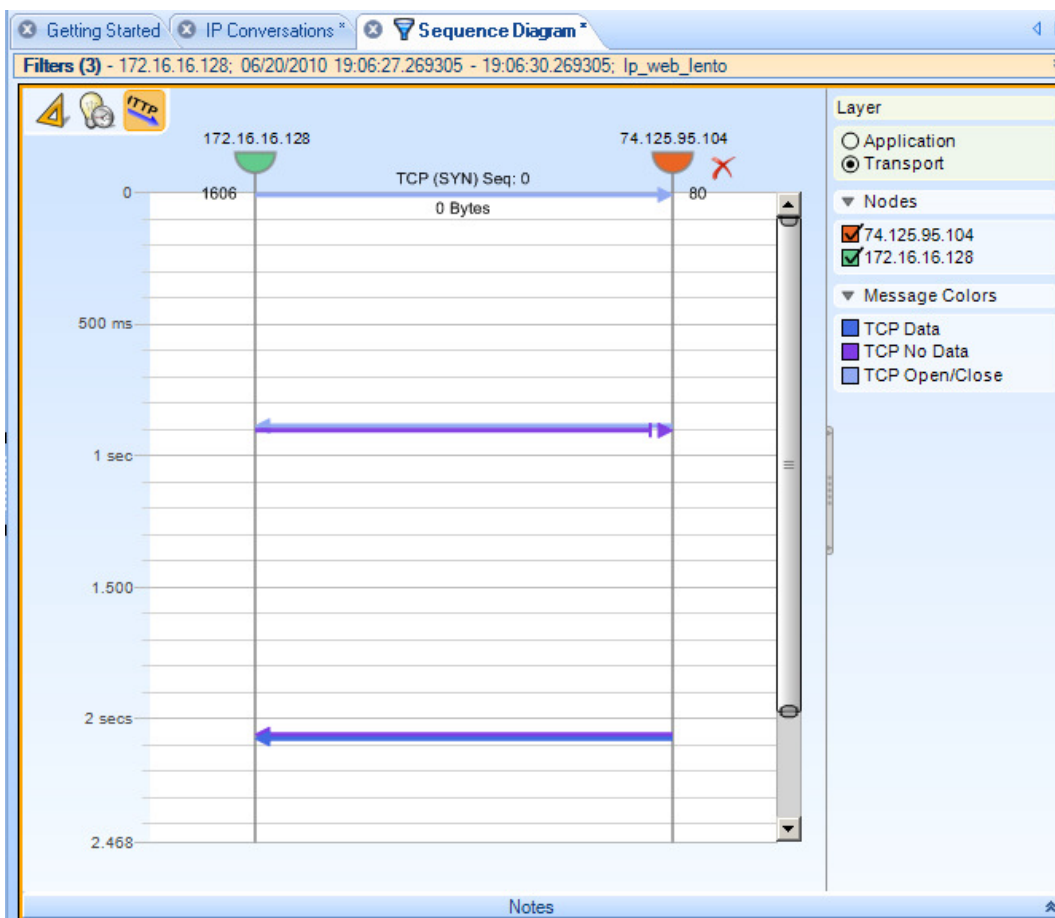 Getting Started IP Conversations * Sequence Diagram *
Filters (3) - 172.16.16.128; 06/20/2010 19:06:27.269305 - 19:06:30.269305; lp_web_lento
HTTP
172.16.16.128 74.125.95.104
TCP (SYN) Seq: 0
0 1606 80
0 Bytes
500 ms
1 sec
1.500
2 secs
2.468
Layer
Application
Transport
Nodes
74.125.95.104
172.16.16.128
Message Colors
TCP Data
TCP No Data
TCP Open/Close
Notes